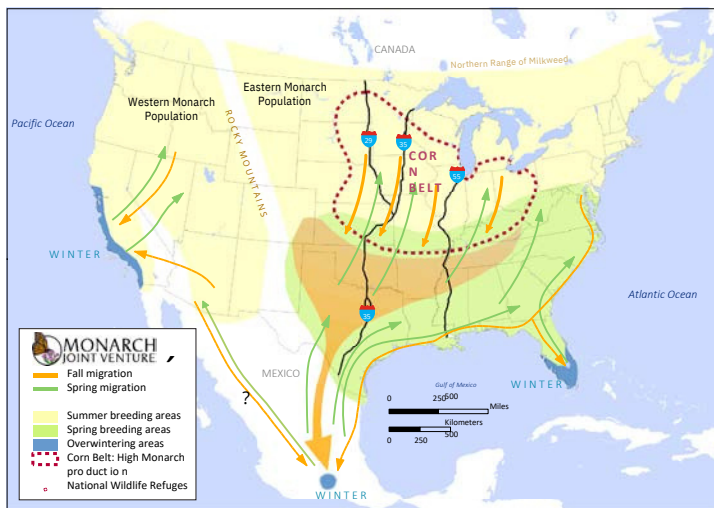 CANADA
Northern Range of Milkweed
Eastern Monarch
Population
Western Monarch
Population
Pacific Ocean
ROCKY MOUNTAINS
29
35
COR
N
BELT
55
WINTER
Atlantic Ocean
35
MEXICO
MONARCH
JOINT VENTURE
Fall migration
Spring migration
?
Summer breeding areas
Spring breeding areas
Overwintering areas
Corn Belt: High Monarch
pro duct io n
National Wildlife Refuges
Gulf of Mexico
0 250 500
Miles
Kilometers
0 250 500
WINTER
WINTER